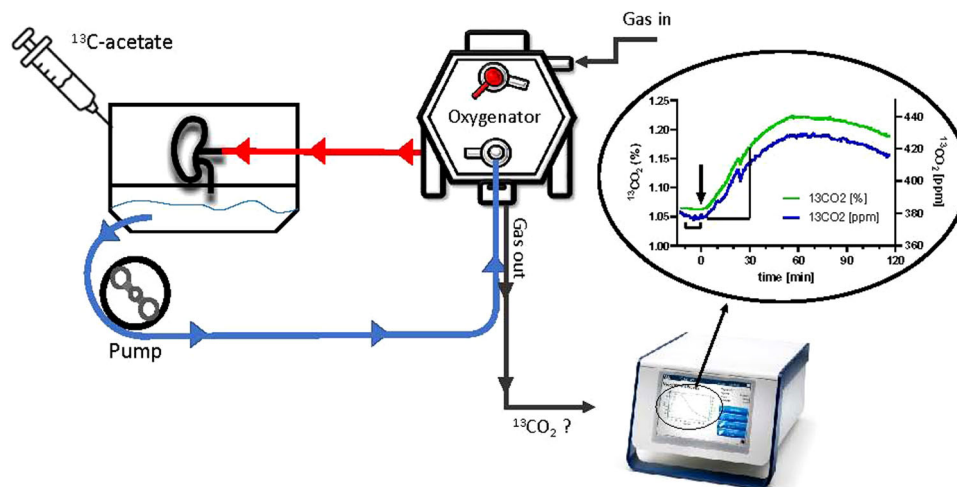 ¹³C-acetate
Gas in
Oxygenator
Gas out
Pump
¹³CO₂ ?
¹³CO₂ (%)
1.25
1.20
1.15
1.10
1.05
1.00
¹³CO₂ [ppm]
440
420
400
380
360
13CO2 [%]
13CO2 [ppm]
0
30
60
90
120
time [min]